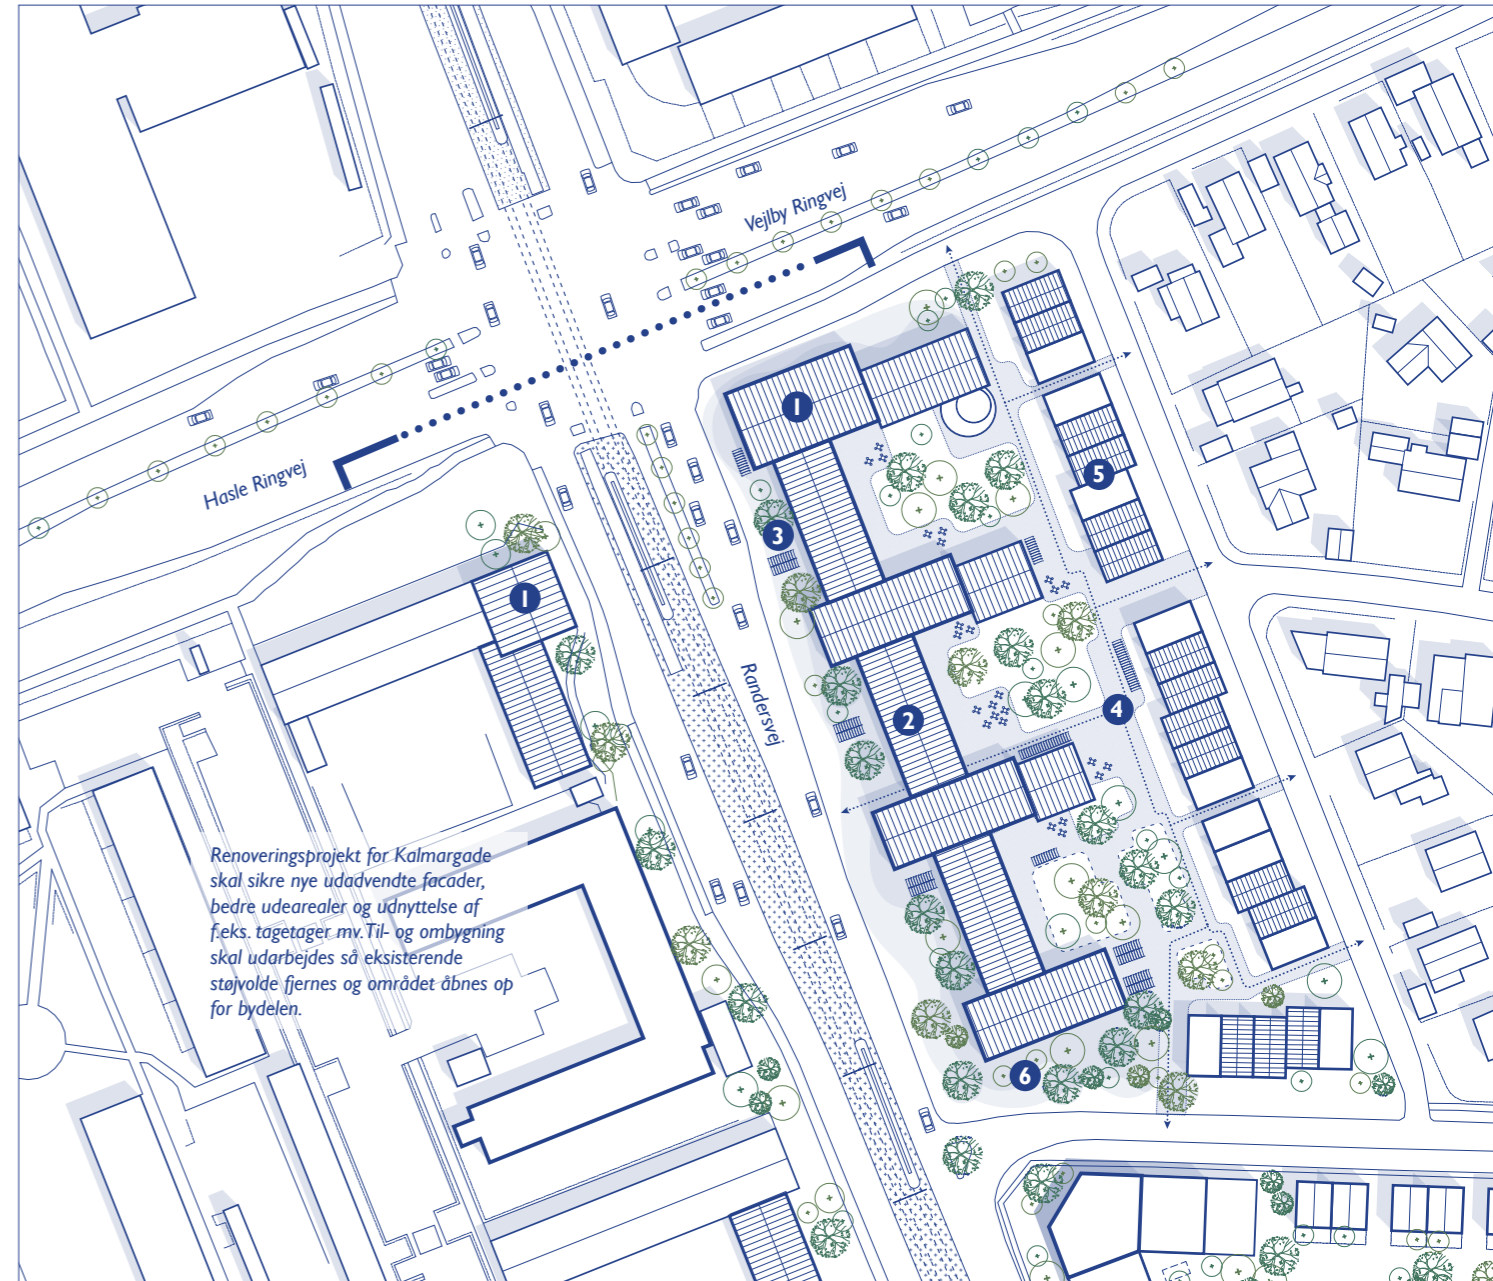 Vejlby Ringvej
1
5
Hasle Ringvej
3
1
Randersvej
2
4
Renoveringsprojekt for Kalmargade
skal sikre nye udadvendte facader,
bedre udearealer og udnyttelse af
f.eks. tagetager mv. Til- og ombygning
skal udarbejdes så eksisterende
støjvolde fjernes og området åbnes op
for bydelen.
6